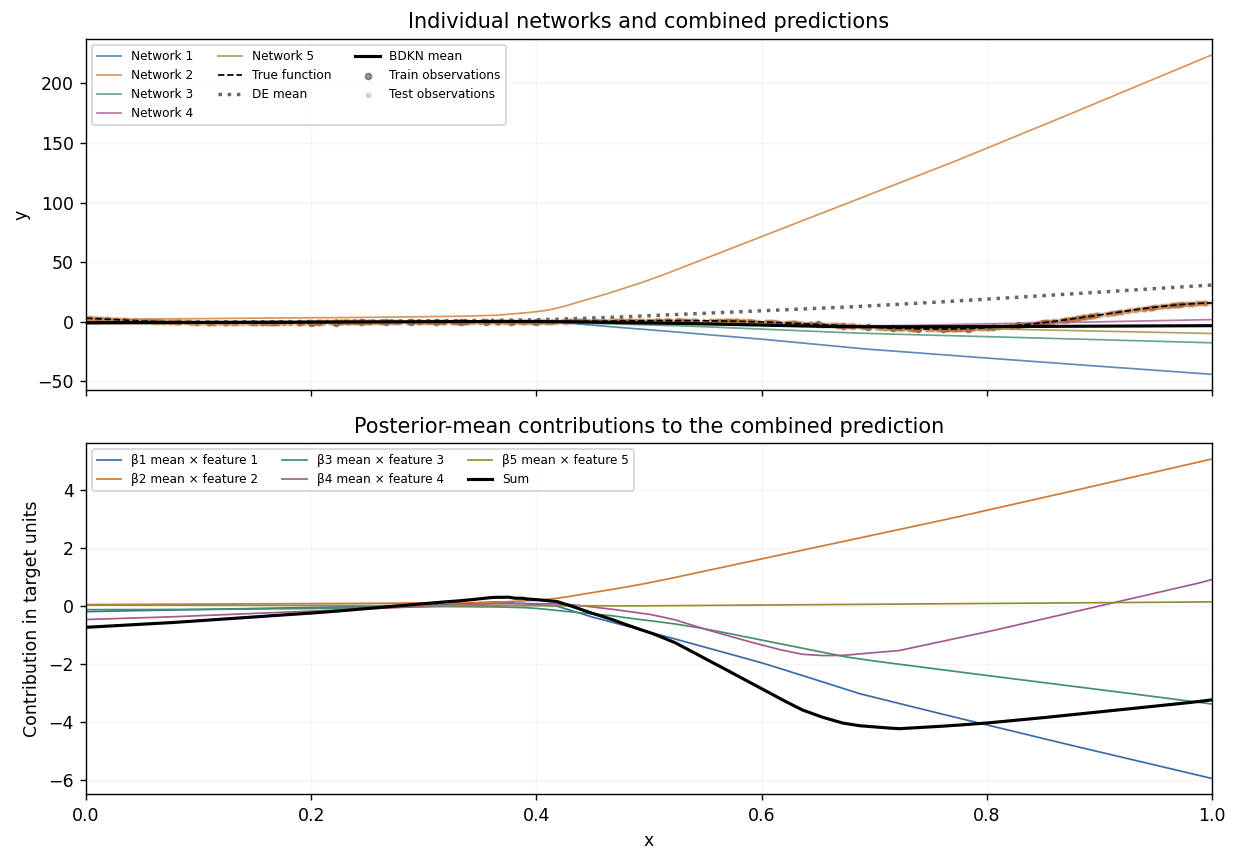 Individual networks and combined predictions
Network 1
Network 2
Network 3
Network 4
Network 5
True function
DE mean
BDKN mean
Train observations
Test observations
200
150
100
50
0
−50
y
Posterior-mean contributions to the combined prediction
β1 mean × feature 1
β2 mean × feature 2
β3 mean × feature 3
β4 mean × feature 4
β5 mean × feature 5
Sum
4
2
0
−2
−4
−6
Contribution in target units
0.0 0.2 0.4 0.6 0.8 1.0
x